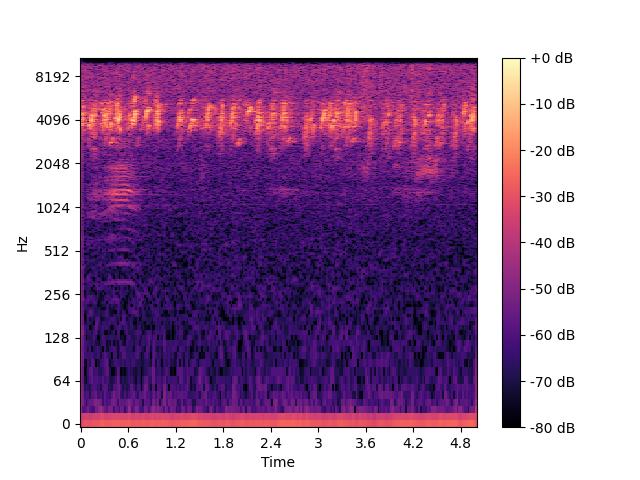 8192
4096
2048
1024
512
256
128
64
0
Hz
0 0.6 1.2 1.8 2.4 3 3.6 4.2 4.8
Time
+0 dB
-10 dB
-20 dB
-30 dB
-40 dB
-50 dB
-60 dB
-70 dB
-80 dB